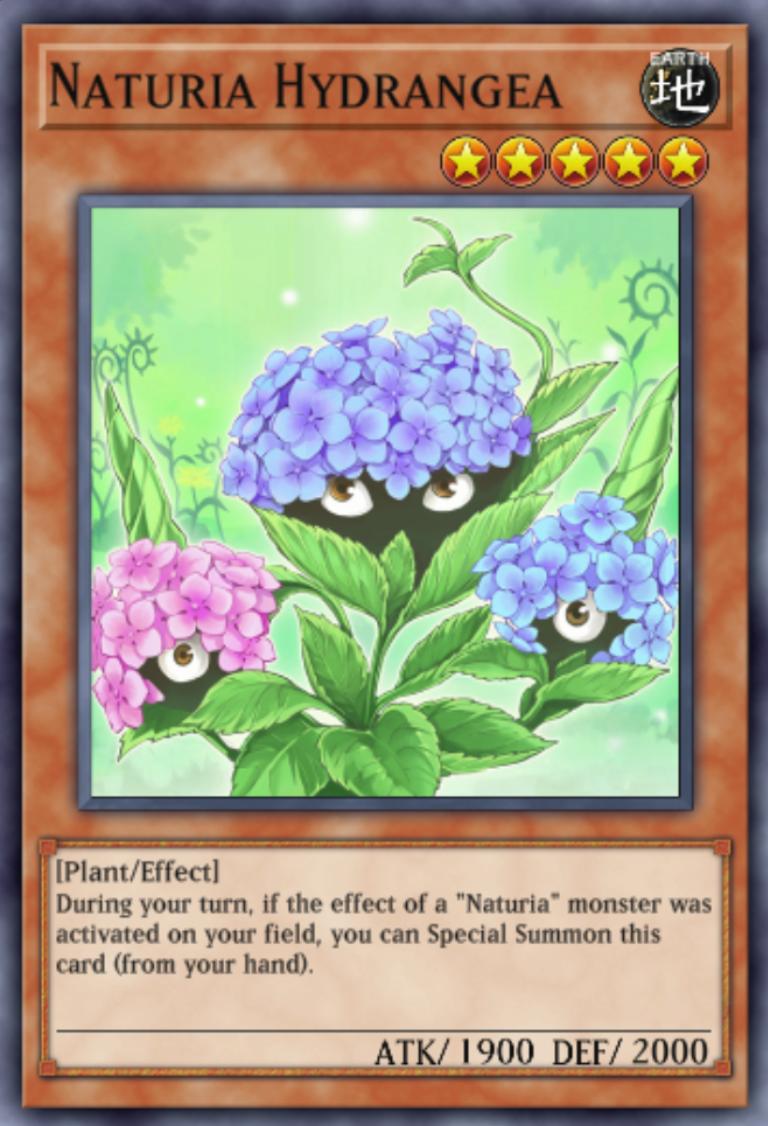 NATURIA HYDRANGEA
EARTH
地
[Plant/Effect]
During your turn, if the effect of a "Naturia" monster was
activated on your field, you can Special Summon this
card (from your hand).
ATK/ 1900 DEF/ 2000